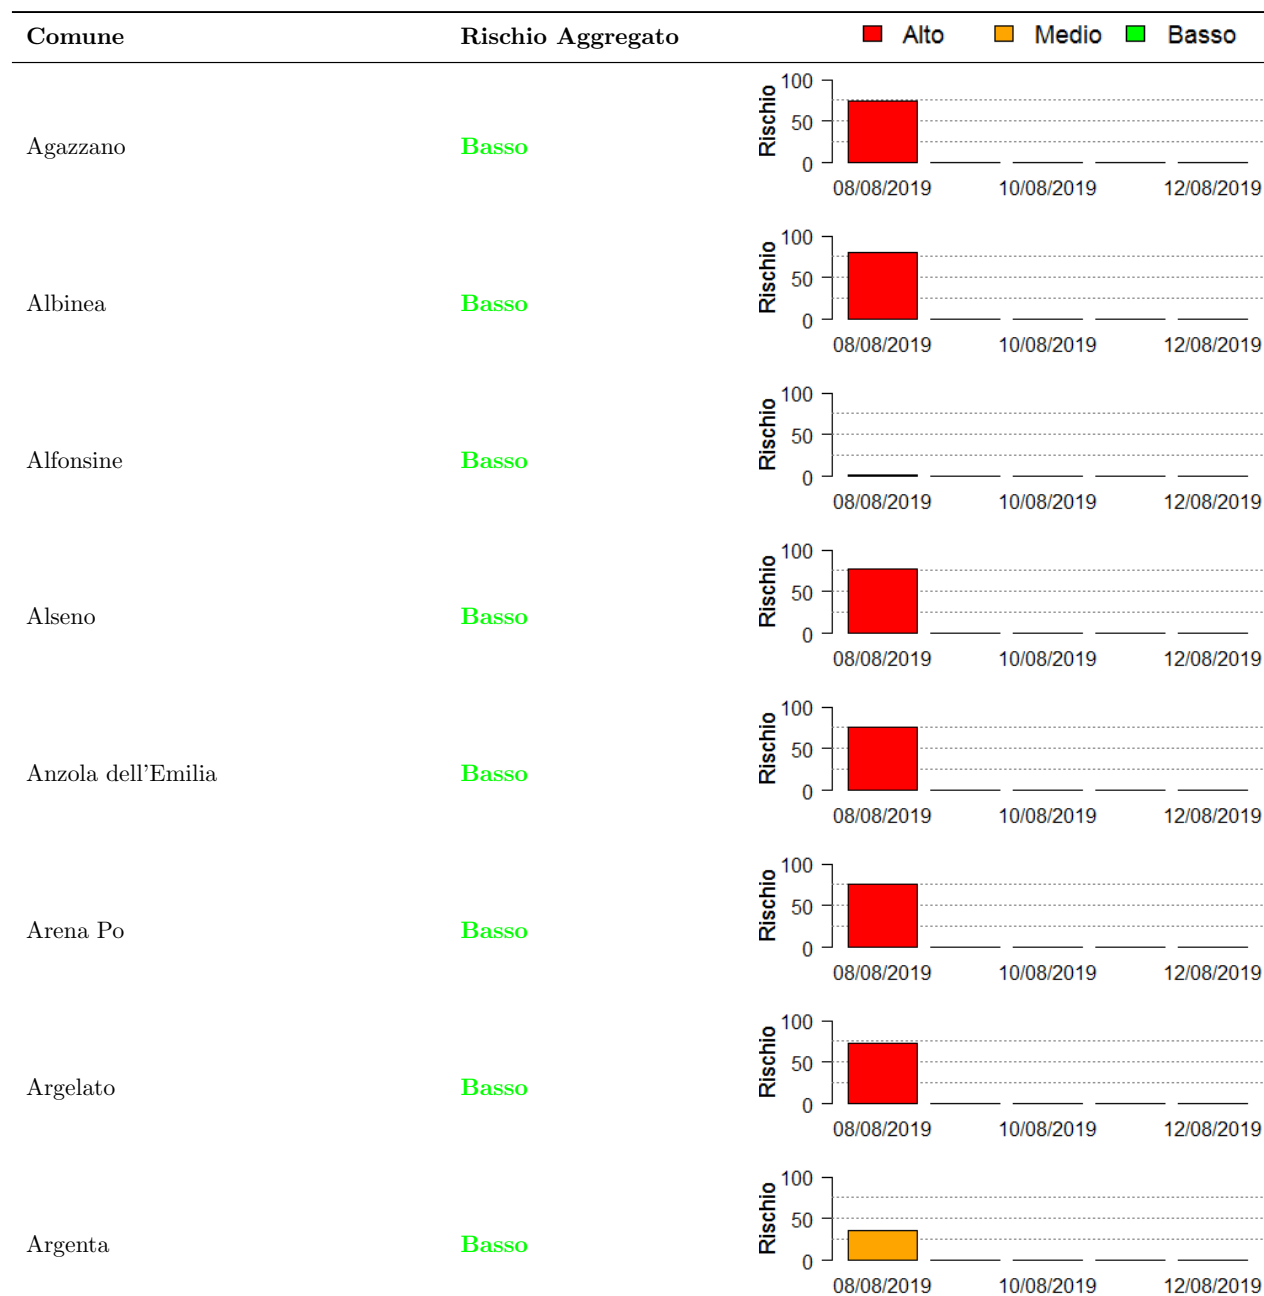 Comune Rischio Aggregato Alto Medio Basso
Agazzano Basso Rischio 100 50 0
08/08/2019 10/08/2019 12/08/2019
Albinea Basso Rischio 100 50 0
08/08/2019 10/08/2019 12/08/2019
Alfonsine Basso Rischio 100 50 0
08/08/2019 10/08/2019 12/08/2019
Alseno Basso Rischio 100 50 0
08/08/2019 10/08/2019 12/08/2019
Anzola dell'Emilia Basso Rischio 100 50 0
08/08/2019 10/08/2019 12/08/2019
Arena Po Basso Rischio 100 50 0
08/08/2019 10/08/2019 12/08/2019
Argelato Basso Rischio 100 50 0
08/08/2019 10/08/2019 12/08/2019
Argenta Basso Rischio 100 50 0
08/08/2019 10/08/2019 12/08/2019